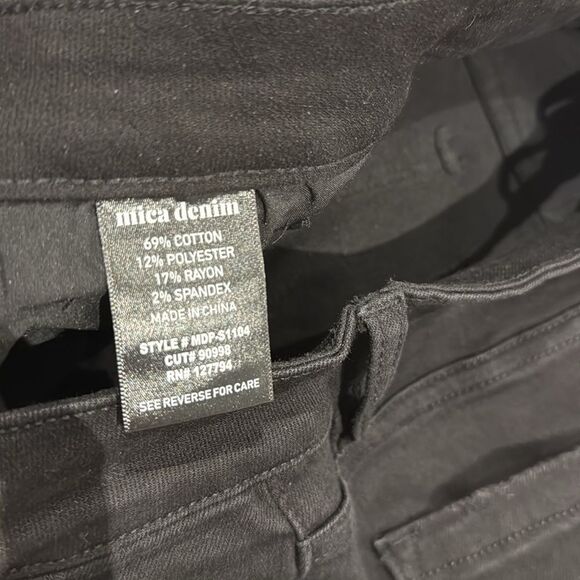 mica denim
69% COTTON
12% POLYESTER
17% RAYON
2% SPANDEX
MADE IN CHINA
STYLE # MDP-S1104
CUT# 90998
RN# 127794
SEE REVERSE FOR CARE